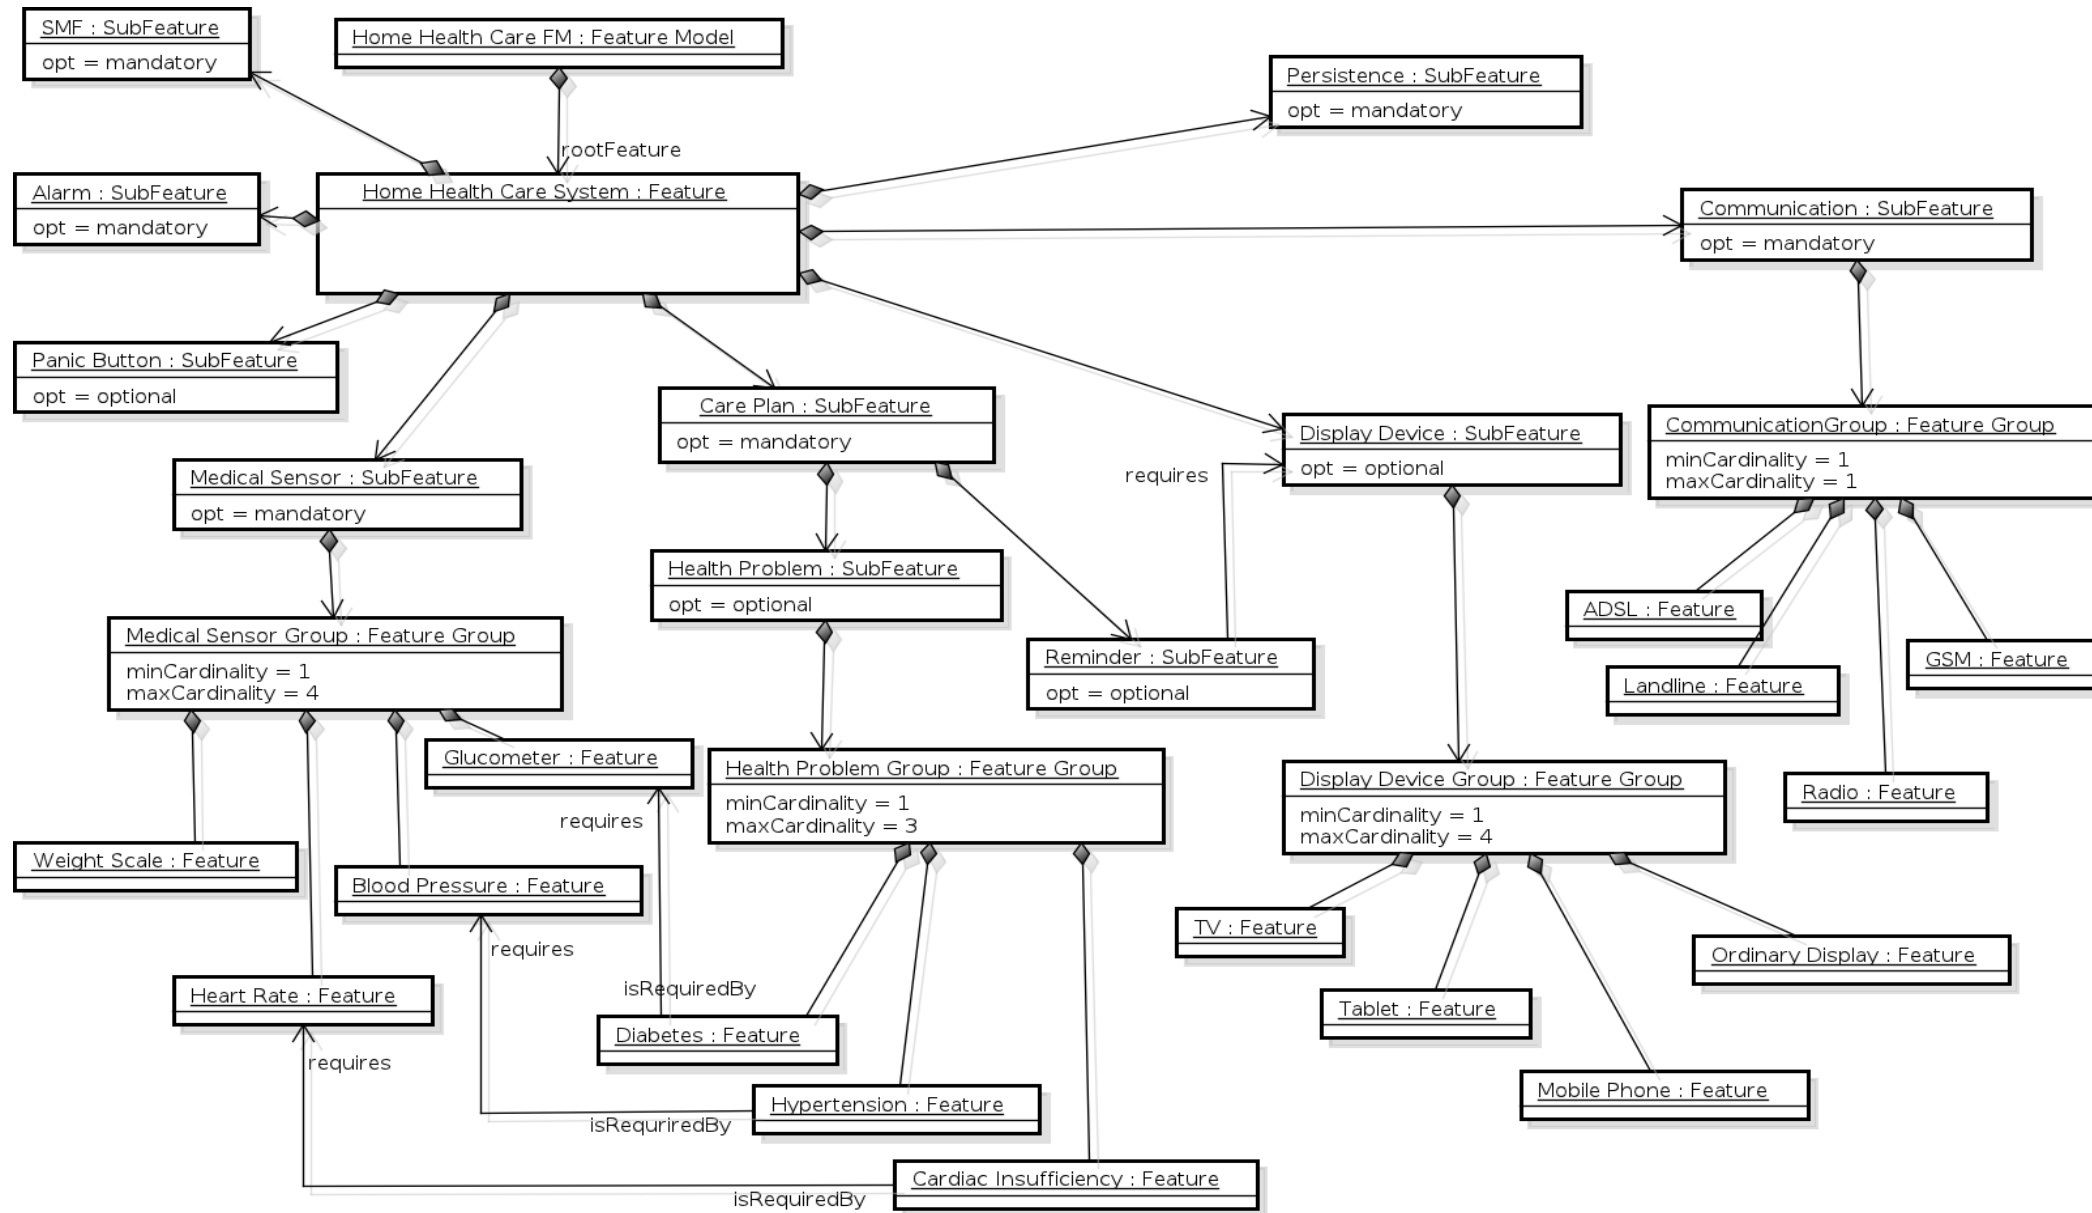 SMF : SubFeature
opt = mandatory
Home Health Care FM : Feature Model
Persistence : SubFeature
opt = mandatory
rootFeature
Alarm : SubFeature
opt = mandatory
Home Health Care System : Feature
Communication : SubFeature
opt = mandatory
Panic Button : SubFeature
opt = optional
Care Plan : SubFeature
opt = mandatory
Display Device : SubFeature
opt = optional
CommunicationGroup : Feature Group
minCardinality = 1
maxCardinality = 1
requires
Medical Sensor : SubFeature
opt = mandatory
Health Problem : SubFeature
opt = optional
ADSL : Feature
Medical Sensor Group : Feature Group
minCardinality = 1
maxCardinality = 4
Reminder : SubFeature
opt = optional
GSM : Feature
Landline : Feature
Glucometer : Feature
Health Problem Group : Feature Group
minCardinality = 1
maxCardinality = 3
Display Device Group : Feature Group
minCardinality = 1
maxCardinality = 4
Radio : Feature
requires
Weight Scale : Feature
Blood Pressure : Feature
requires
TV : Feature
Ordinary Display : Feature
Heart Rate : Feature
isRequiredBy
Diabetes : Feature
Tablet : Feature
requires
Hypertension : Feature
Mobile Phone : Feature
isRequriredBy
Cardiac Insufficiency : Feature
isRequiredBy